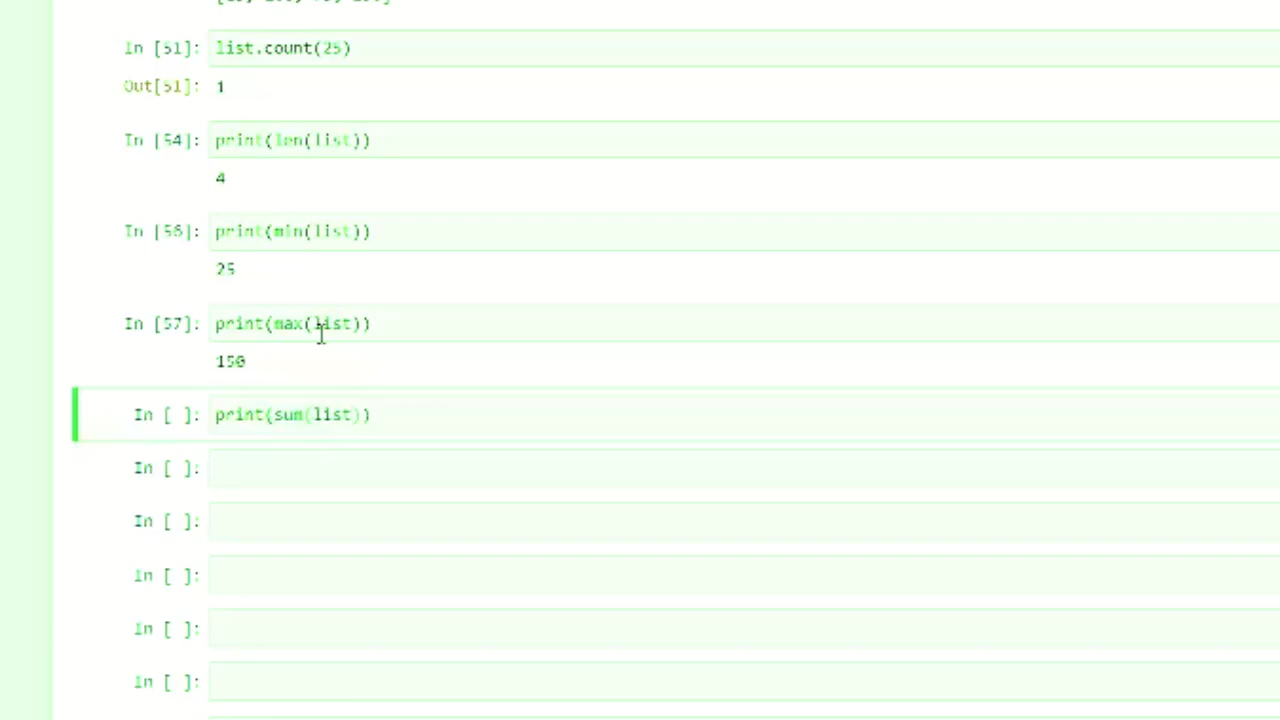 In [51]: list.count(25)
Out[51]: 1
In [54]: print(len(list))
4
In [56]: print(min(list))
25
In [57]: print(max(list))
150
In [ ]: print(sum(list))
In [ ]:
In [ ]:
In [ ]:
In [ ]:
In [ ]: